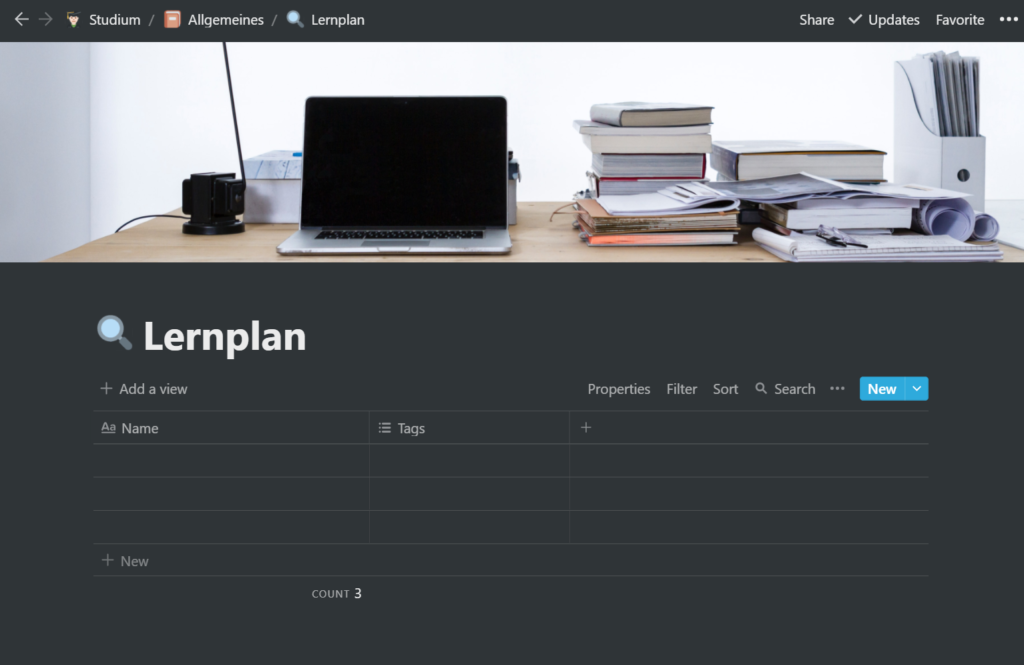 Studium / Allgemeines / Lernplan Share Updates Favorite
Lernplan
Add a view Properties Filter Sort Search New
Aa Name Tags
New
COUNT 3